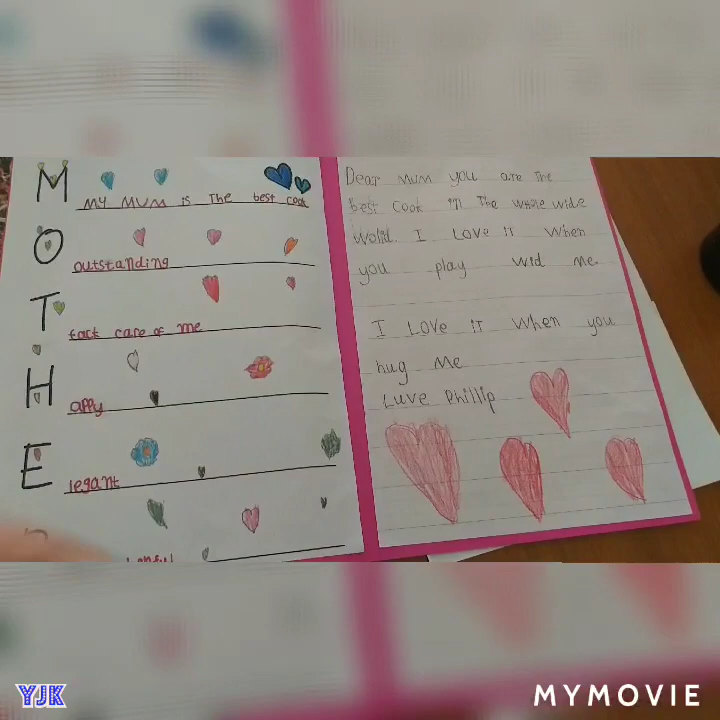 M
MY MUM is The best cook
O
outstanding
T
tack care of me
H
appy
E
legant
Dear MUM you are the
best cook in The whole wide
World. I Love it when
you play wid me.
I Love iT when you
hug Me
Luve Phillip
YJK
MYMOVIE